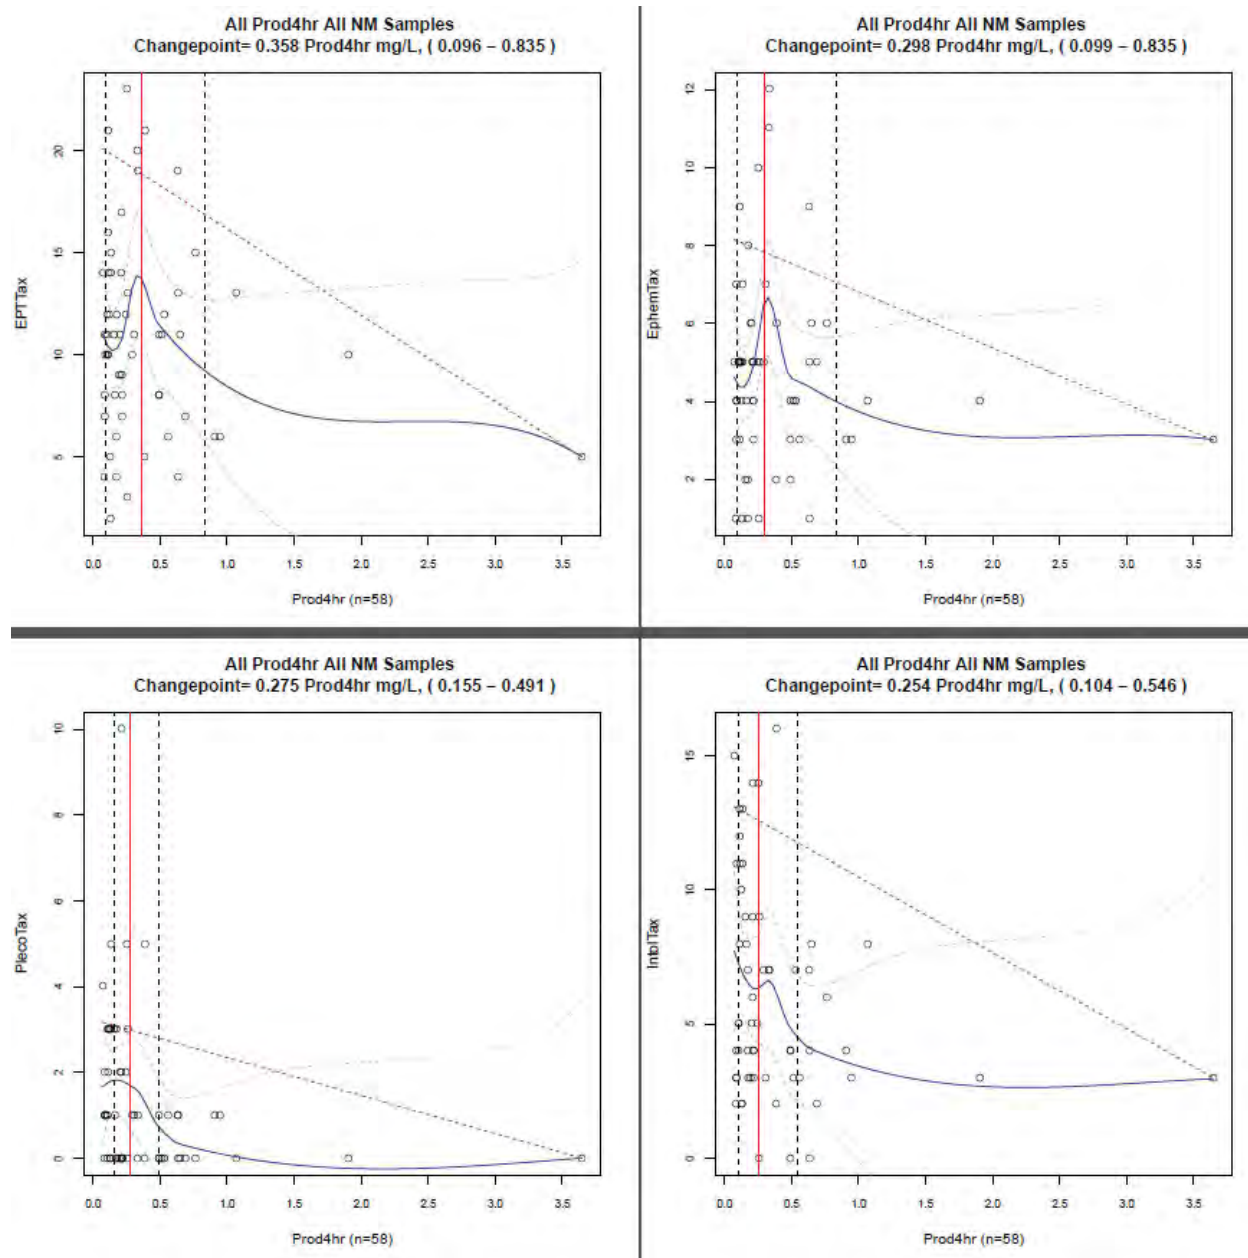 All Prod4hr All NM Samples
Changepoint= 0.358 Prod4hr mg/L, ( 0.096 – 0.835 )
EPTTax
20
15
10
5
0.0 0.5 1.0 1.5 2.0 2.5 3.0 3.5
Prod4hr (n=58)
All Prod4hr All NM Samples
Changepoint= 0.298 Prod4hr mg/L, ( 0.099 – 0.835 )
EphemTax
12
10
8
6
4
2
0.0 0.5 1.0 1.5 2.0 2.5 3.0 3.5
Prod4hr (n=58)
All Prod4hr All NM Samples
Changepoint= 0.275 Prod4hr mg/L, ( 0.155 – 0.491 )
PlecoTax
10
8
6
4
2
0
0.0 0.5 1.0 1.5 2.0 2.5 3.0 3.5
Prod4hr (n=58)
All Prod4hr All NM Samples
Changepoint= 0.254 Prod4hr mg/L, ( 0.104 – 0.546 )
IntolTax
15
10
5
0
0.0 0.5 1.0 1.5 2.0 2.5 3.0 3.5
Prod4hr (n=58)